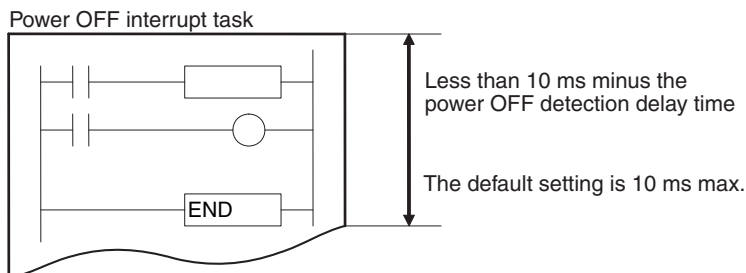 Power OFF interrupt task
Less than 10 ms minus the
power OFF detection delay time
The default setting is 10 ms max.
END